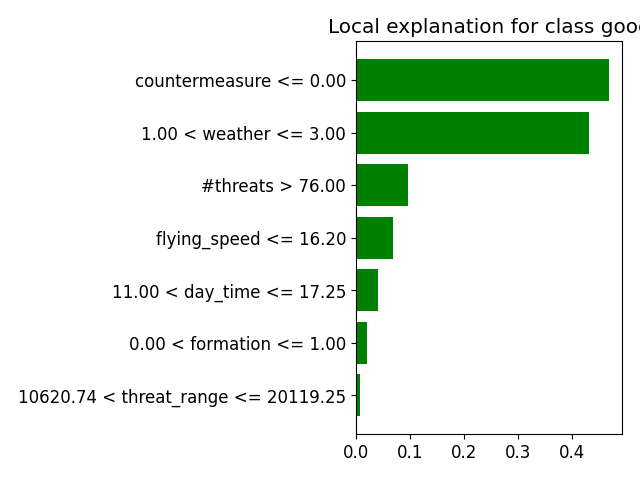 Local explanation for class good
countermeasure <= 0.00
1.00 < weather <= 3.00
#threats > 76.00
flying_speed <= 16.20
11.00 < day_time <= 17.25
0.00 < formation <= 1.00
10620.74 < threat_range <= 20119.25
0.0 0.1 0.2 0.3 0.4